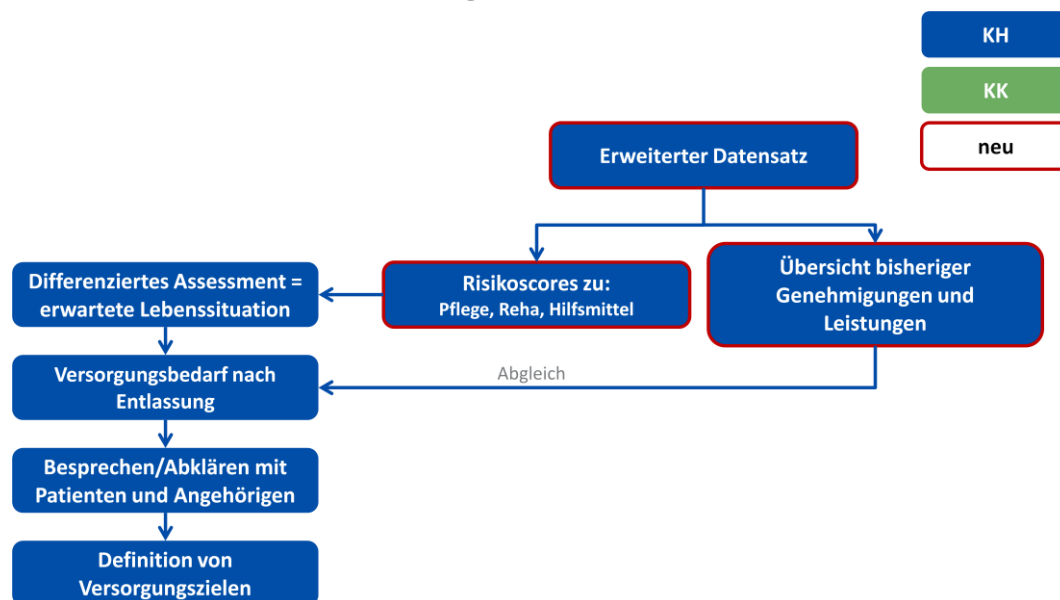 KH
KK
neu
Erweiterter Datensatz
Risikoscores zu:
Pflege, Reha, Hilfsmittel
Übersicht bisheriger
Genehmigungen und
Leistungen
Differenziertes Assessment =
erwartete Lebenssituation
Abgleich
Versorgungsbedarf nach
Entlassung
Besprechen/Abklären mit
Patienten und Angehörigen
Definition von
Versorgungszielen